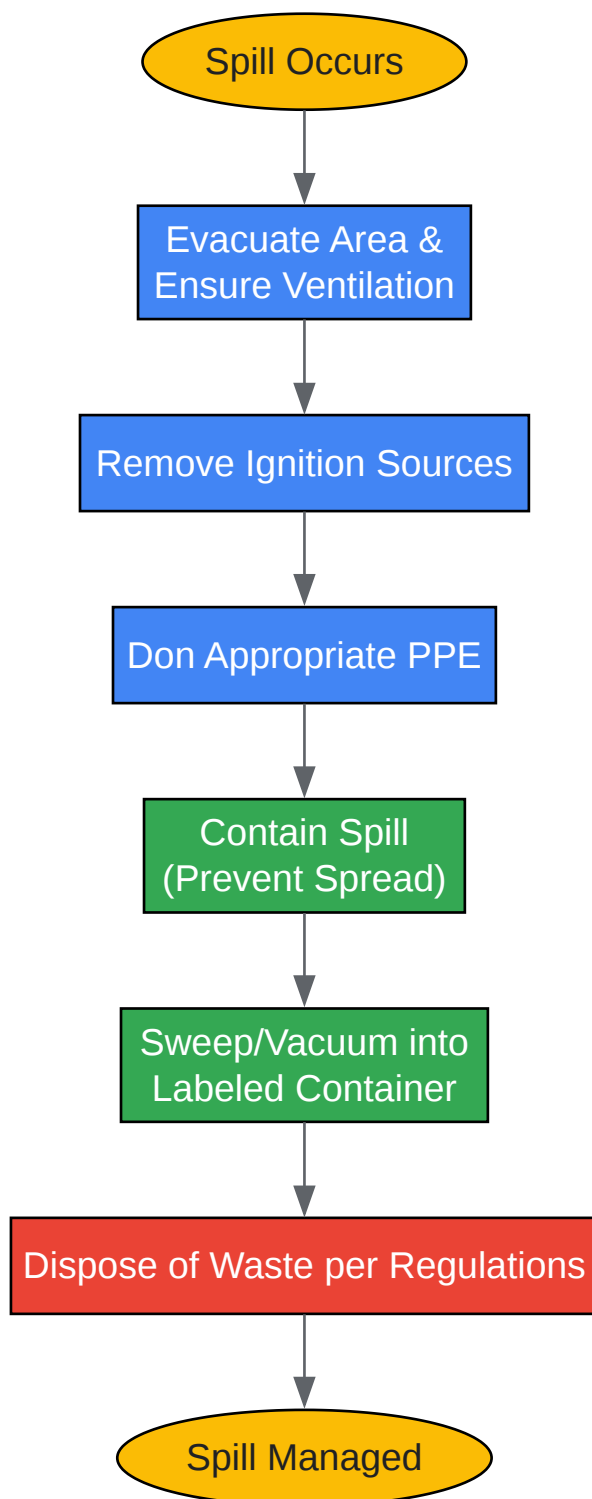 Spill Occurs
Evacuate Area &
Ensure Ventilation
Remove Ignition Sources
Don Appropriate PPE
Contain Spill
(Prevent Spread)
Sweep/Vacuum into
Labeled Container
Dispose of Waste per Regulations
Spill Managed